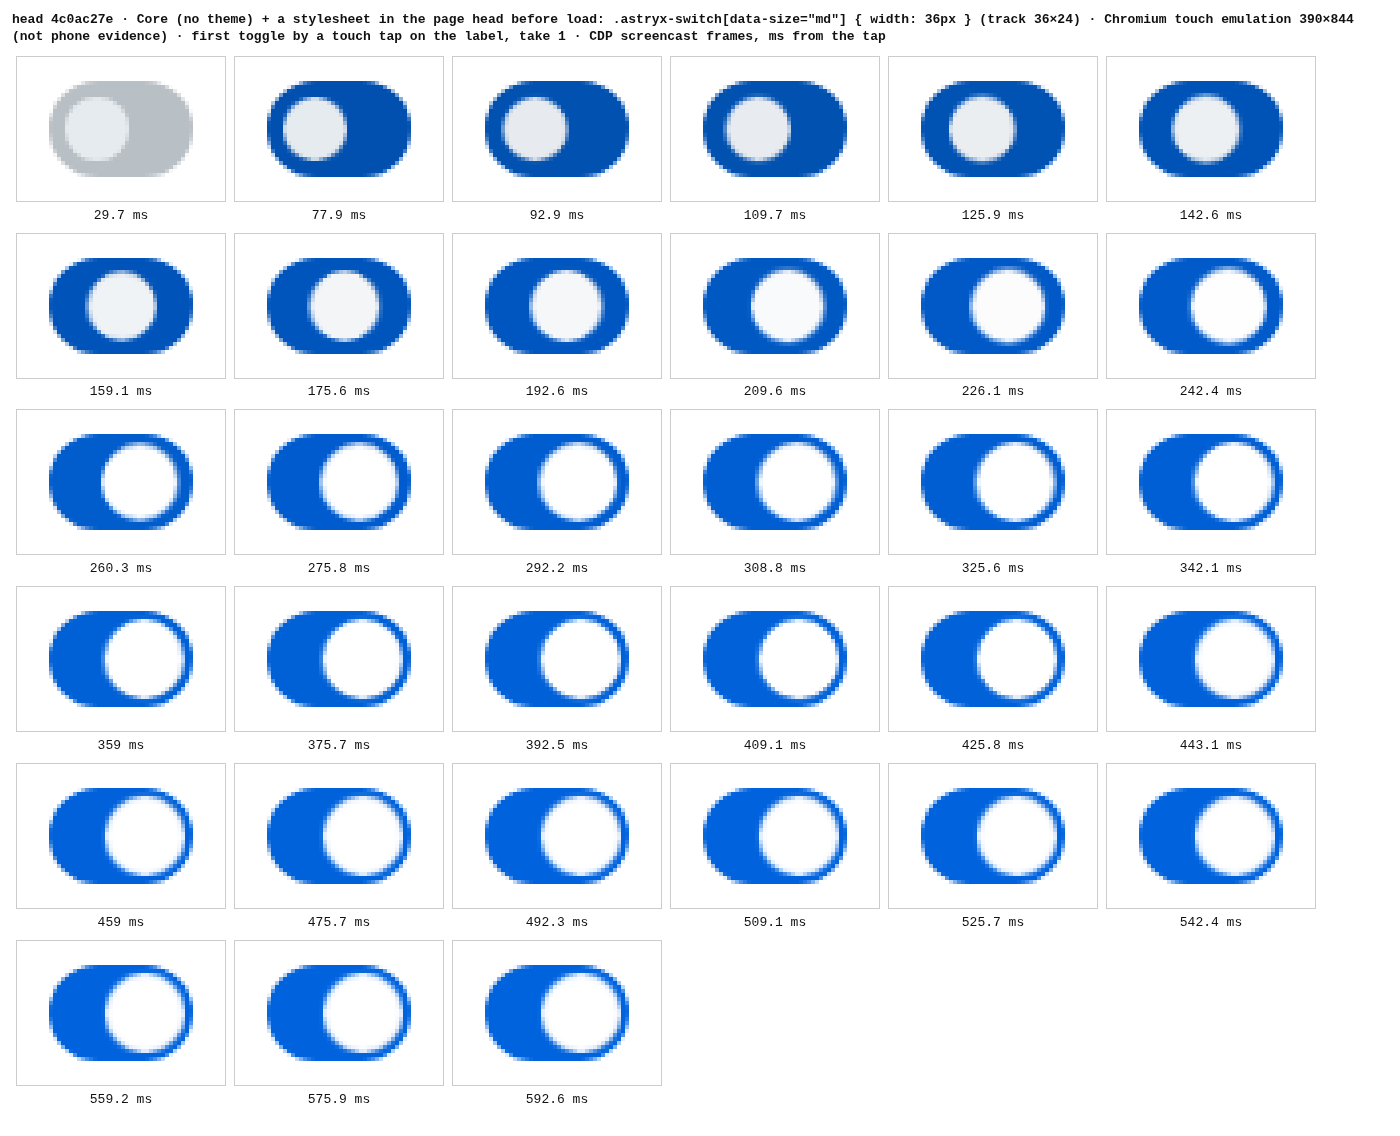 head 4c0ac27e · Core (no theme) + a stylesheet in the page head before load: .astryx-switch[data-size="md"] { width: 36px } (track 36×24) · Chromium touch emulation 390×844
(not phone evidence) · first toggle by a touch tap on the label, take 1 · CDP screencast frames, ms from the tap
29.7 ms 77.9 ms 92.9 ms 109.7 ms 125.9 ms 142.6 ms
159.1 ms 175.6 ms 192.6 ms 209.6 ms 226.1 ms 242.4 ms
260.3 ms 275.8 ms 292.2 ms 308.8 ms 325.6 ms 342.1 ms
359 ms 375.7 ms 392.5 ms 409.1 ms 425.8 ms 443.1 ms
459 ms 475.7 ms 492.3 ms 509.1 ms 525.7 ms 542.4 ms
559.2 ms 575.9 ms 592.6 ms